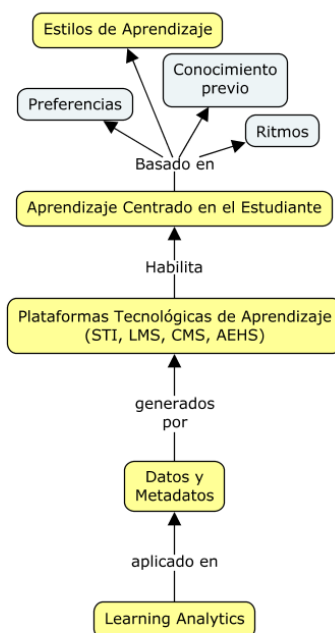 Estilos de Aprendizaje
Conocimiento
previo
Preferencias
Ritmos
Basado en
Aprendizaje Centrado en el Estudiante
Habilita
Plataformas Tecnológicas de Aprendizaje
(STI, LMS, CMS, AEHS)
generados
por
Datos y
Metadatos
aplicado en
Learning Analytics